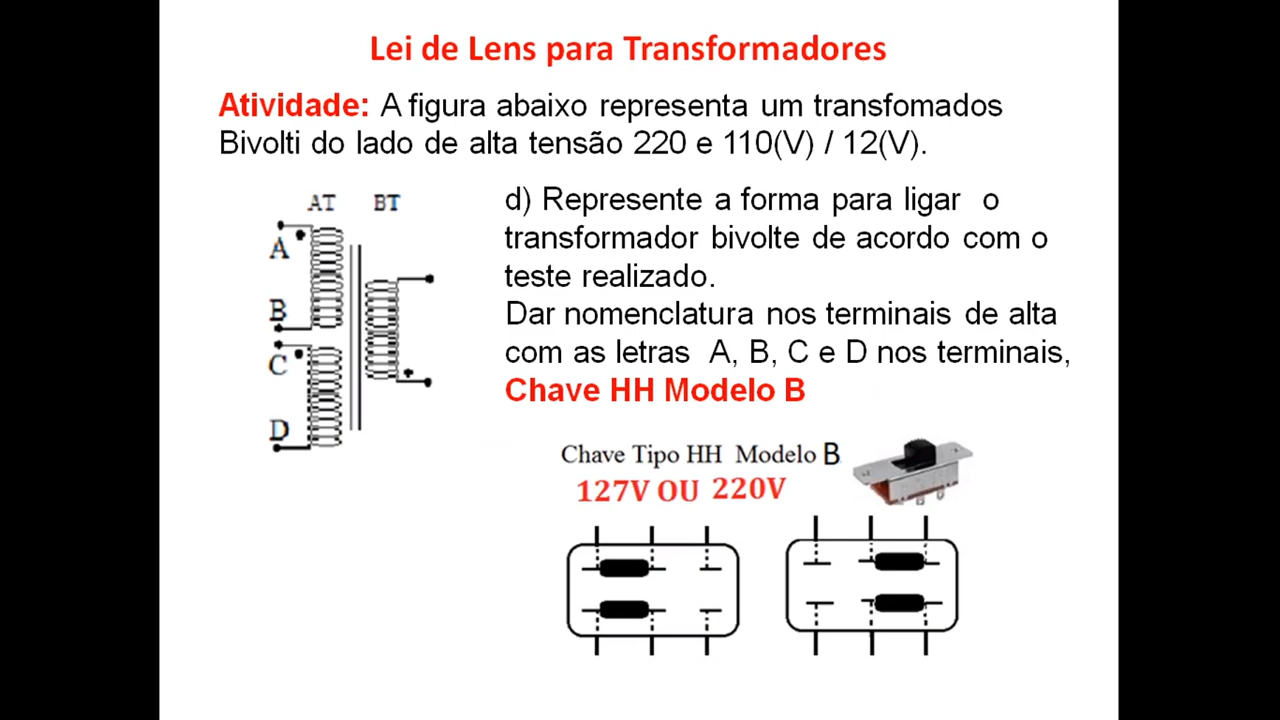 Lei de Lens para Transformadores
Atividade: A figura abaixo representa um transfomados
Bivolti do lado de alta tensão 220 e 110(V) / 12(V).
AT BT
A
B
C
D
d) Represente a forma para ligar o
transformador bivolte de acordo com o
teste realizado.
Dar nomenclatura nos terminais de alta
com as letras A, B, C e D nos terminais,
Chave HH Modelo B
Chave Tipo HH Modelo B
127V OU 220V